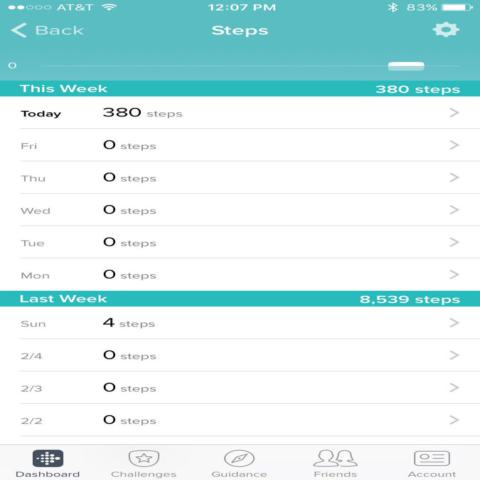 AT&T 12:07 PM 83%
Back Steps
0
This Week 380 steps
Today 380 steps
Fri 0 steps
Thu 0 steps
Wed 0 steps
Tue 0 steps
Mon 0 steps
Last Week 8,539 steps
Sun 4 steps
2/4 0 steps
2/3 0 steps
2/2 0 steps
Dashboard Challenges Guidance Friends Account